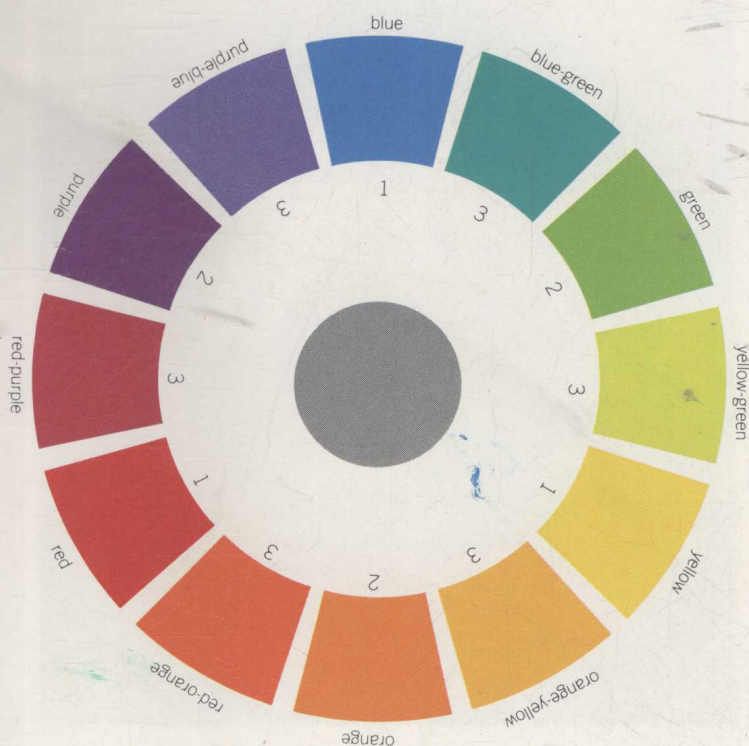 blue
blue-green
green
yellow-green
yellow
orange-yellow
orange
red-orange
red
red-purple
purple
purple-blue
1
3
2
3
1
3
2
3
1
3
2
3